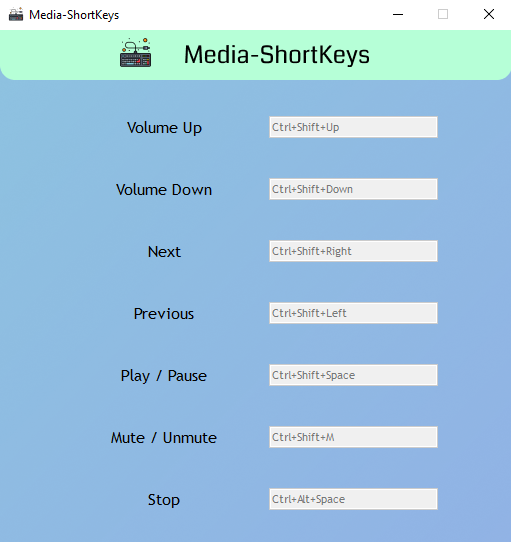 Media-ShortKeys
Media-ShortKeys
Volume Up Ctrl+Shift+Up
Volume Down Ctrl+Shift+Down
Next Ctrl+Shift+Right
Previous Ctrl+Shift+Left
Play / Pause Ctrl+Shift+Space
Mute / Unmute Ctrl+Shift+M
Stop Ctrl+Alt+Space